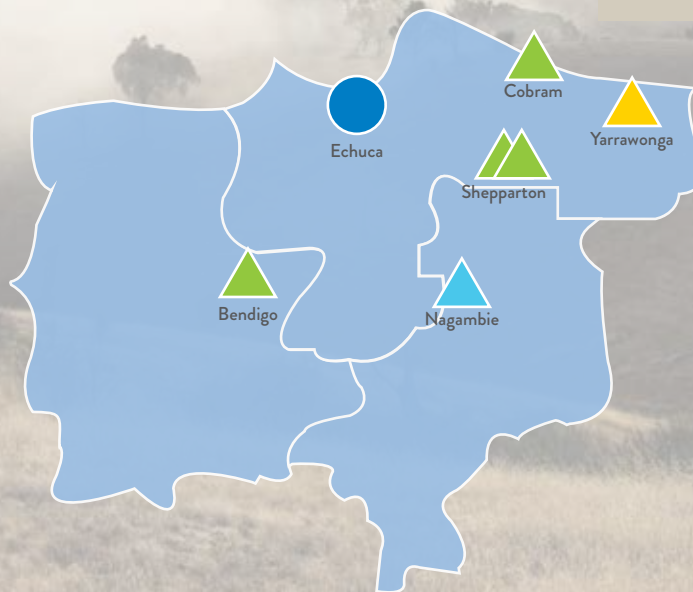 Cobram
Yarrawonga
Echuca
Shepparton
Bendigo
Nagambie